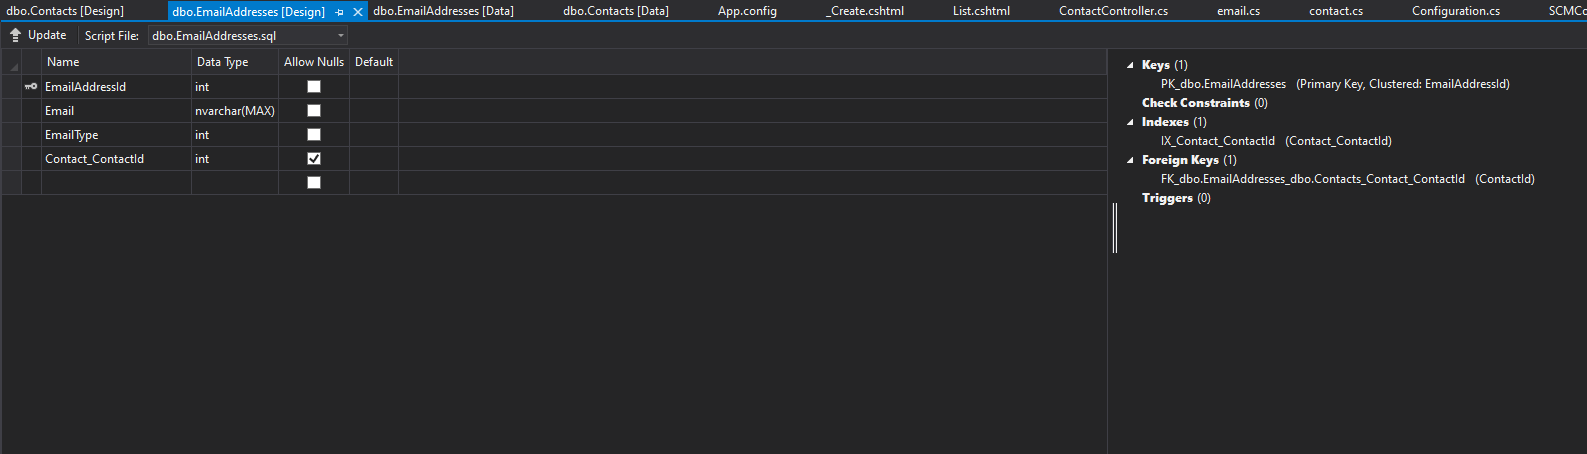 dbo.Contacts [Design] dbo.EmailAddresses [Design] dbo.EmailAddresses [Data] dbo.Contacts [Data] App.config _Create.cshtml List.cshtml ContactController.cs email.cs contact.cs Configuration.cs SCMCo
Update Script File: dbo.EmailAddresses.sql
Name Data Type Allow Nulls Default
EmailAddressId int
Email nvarchar(MAX)
EmailType int
Contact_ContactId int
Keys (1)
PK_dbo.EmailAddresses (Primary Key, Clustered: EmailAddressId)
Check Constraints (0)
Indexes (1)
IX_Contact_ContactId (Contact_ContactId)
Foreign Keys (1)
FK_dbo.EmailAddresses_dbo.Contacts_Contact_ContactId (ContactId)
Triggers (0)